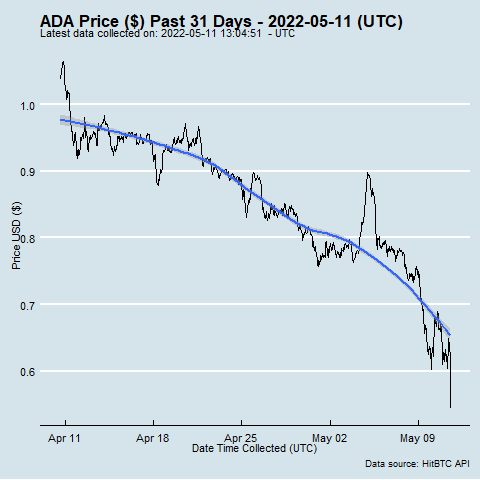 ADA Price ($) Past 31 Days - 2022-05-11 (UTC)
Latest data collected on: 2022-05-11 13:04:51 - UTC
1.0
0.9
0.8
0.7
0.6
Price USD ($)
Apr 11 Apr 18 Apr 25 May 02 May 09
Date Time Collected (UTC)
Data source: HitBTC API